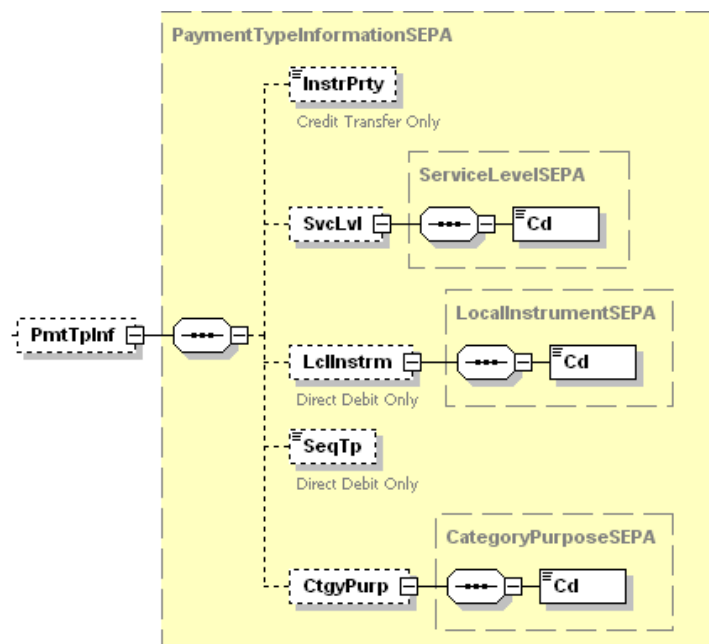 PaymentTypeInformationSEPA
InstrPrty
Credit Transfer Only
ServiceLevelSEPA
SvcLvl
Cd
LocalInstrumentSEPA
PmtTpInf
LclInstrm
Cd
Direct Debit Only
SeqTp
Direct Debit Only
CategoryPurposeSEPA
CtgyPurp
Cd